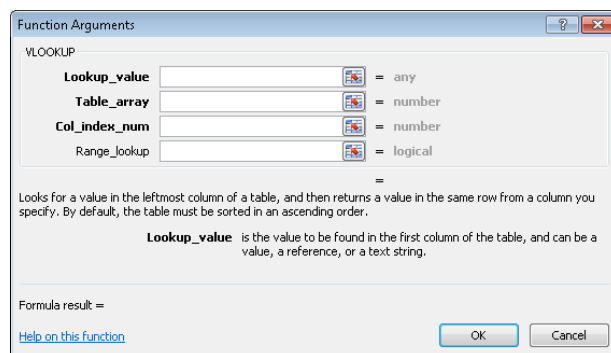 Function Arguments
VLOOKUP
Lookup_value = any
Table_array = number
Col_index_num = number
Range_lookup = logical
=
Looks for a value in the leftmost column of a table, and then returns a value in the same row from a column you
specify. By default, the table must be sorted in an ascending order.
Lookup_value is the value to be found in the first column of the table, and can be a
value, a reference, or a text string.
Formula result =
Help on this function
OK Cancel